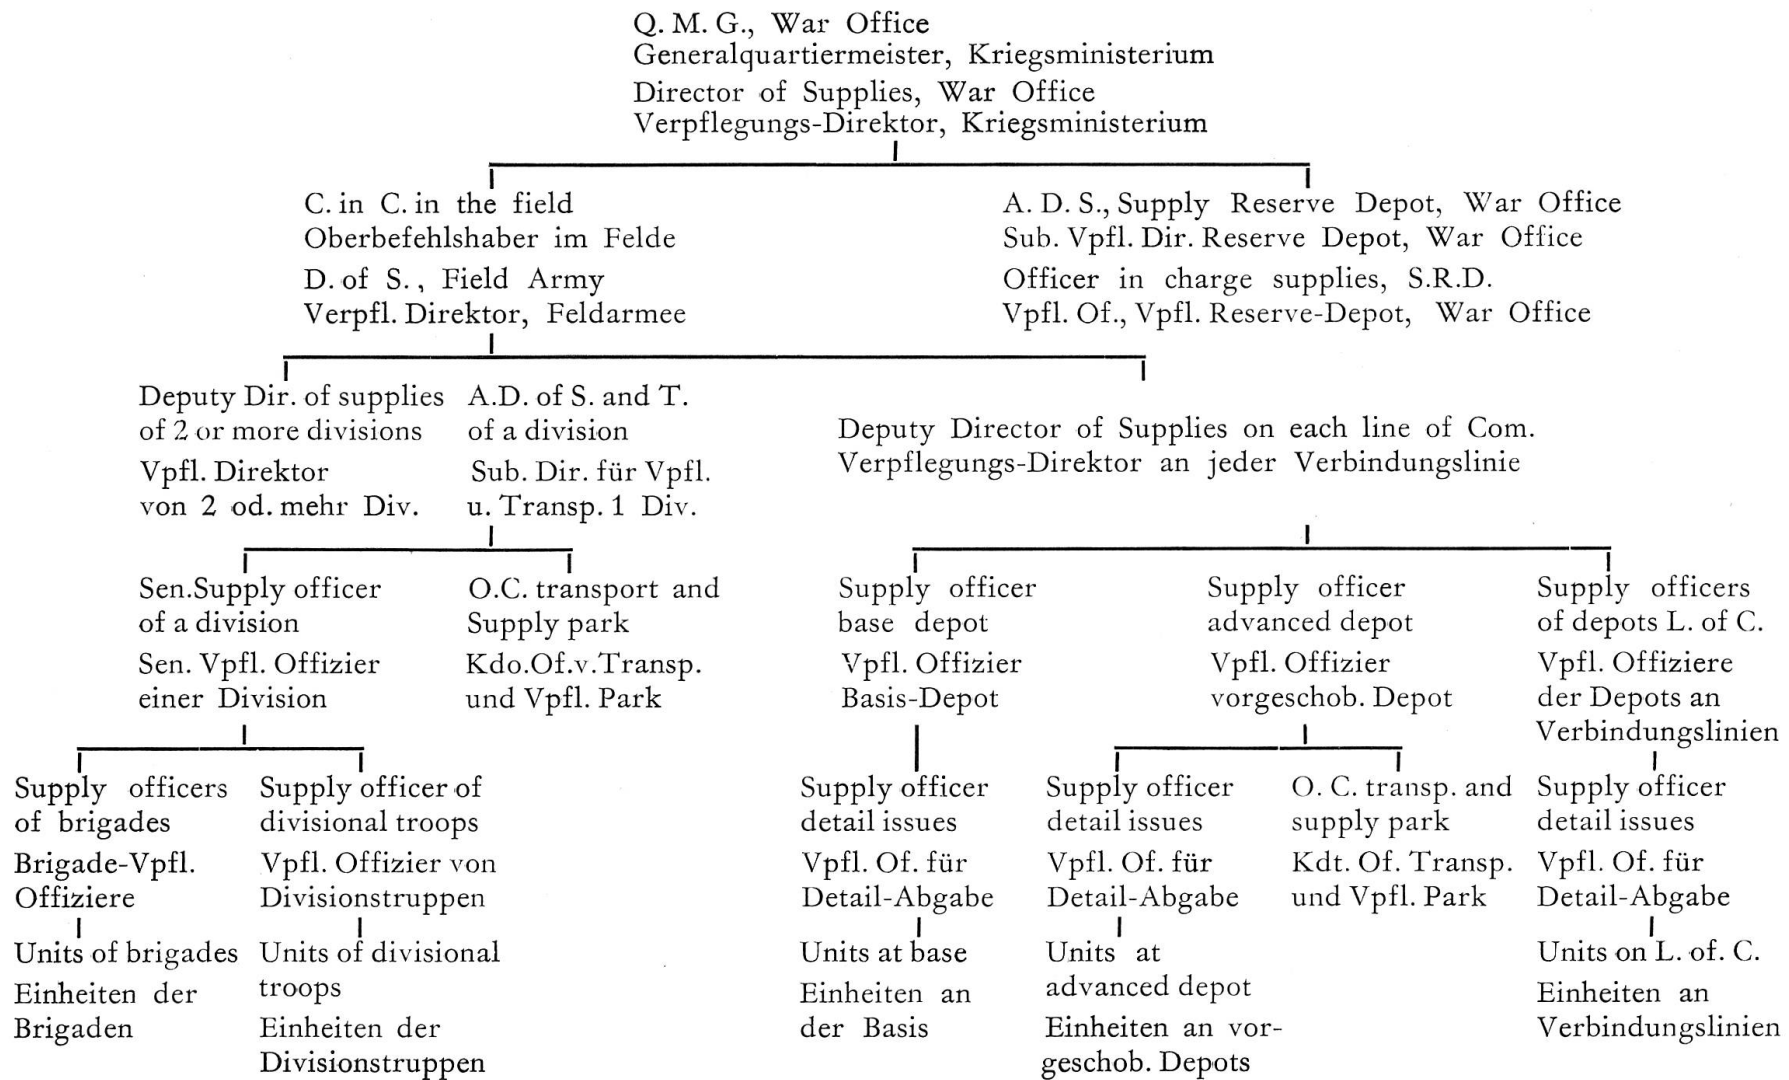 Q. M. G., War Office
Generalquartiermeister, Kriegsministerium
Director of Supplies, War Office
Verpflegungs-Direktor, Kriegsministerium
C. in C. in the field
Oberbefehlshaber im Felde
D. of S., Field Army
Verpfl. Direktor, Feldarmee
A. D. S., Supply Reserve Depot, War Office
Sub. Vpfl. Dir. Reserve Depot, War Office
Officer in charge supplies, S.R.D.
Vpfl. Of., Vpfl. Reserve-Depot, War Office
Deputy Dir. of supplies
of 2 or more divisions
Vpfl. Direktor
von 2 od. mehr Div.
A.D. of S. and T.
of a division
Sub. Dir. für Vpfl.
u. Transp. 1 Div.
Deputy Director of Supplies on each line of Com.
Verpflegungs-Direktor an jeder Verbindungslinie
Sen.Supply officer
of a division
Sen. Vpfl. Offizier
einer Division
O.C. transport and
Supply park
Kdo.Of.v.Transp.
und Vpfl. Park
Supply officer
base depot
Vpfl. Offizier
Basis-Depot
Supply officer
advanced depot
Vpfl. Offizier
vorgeschob. Depot
Supply officers
of depots L. of C.
Vpfl. Offiziere
der Depots an
Verbindungslinien
Supply officers
of brigades
Brigade-Vpfl.
Offiziere
Supply officer of
divisional troops
Vpfl. Offizier von
Divisionstruppen
Supply officer
detail issues
Vpfl. Of. für
Detail-Abgabe
Supply officer
detail issues
Vpfl. Of. für
Detail-Abgabe
O. C. transp. and
supply park
Kdt. Of. Transp.
und Vpfl. Park
Supply officer
detail issues
Vpfl. Of. für
Detail-Abgabe
Units of brigades
Einheiten der
Brigaden
Units of divisional
troops
Einheiten der
Divisionstruppen
Units at base
Einheiten an
der Basis
Units at
advanced depot
Einheiten an vor-
geschob. Depots
Units on L. of. C.
Einheiten an
Verbindungslinien